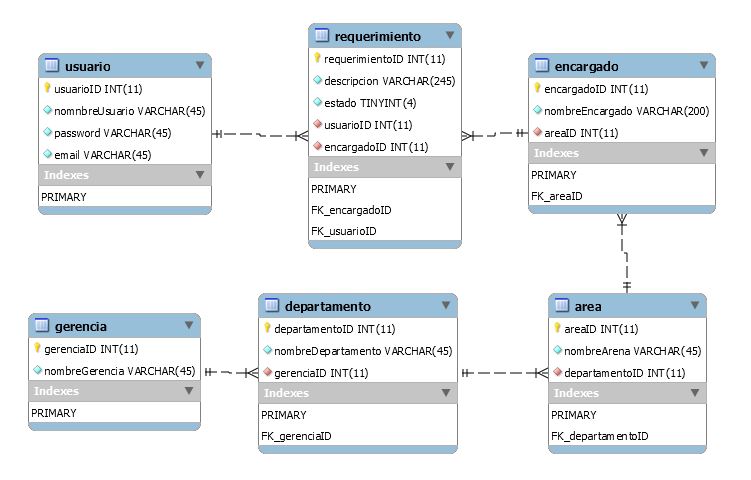 usuario
usuarioID INT(11)
nomnbreUsuario VARCHAR(45)
password VARCHAR(45)
email VARCHAR(45)
Indexes
PRIMARY
requerimiento
requerimientoID INT(11)
descripcion VARCHAR(245)
estado TINYINT(4)
usuarioID INT(11)
encargadoID INT(11)
Indexes
PRIMARY
FK_encargadoID
FK_usuarioID
encargado
encargadoID INT(11)
nombreEncargado VARCHAR(200)
areaID INT(11)
Indexes
PRIMARY
FK_areaID
gerencia
gerenciaID INT(11)
nombreGerencia VARCHAR(45)
Indexes
PRIMARY
departamento
departamentoID INT(11)
nombreDepartamento VARCHAR(45)
gerenciaID INT(11)
Indexes
PRIMARY
FK_gerenciaID
area
areaID INT(11)
nombreArena VARCHAR(45)
departamentoID INT(11)
Indexes
PRIMARY
FK_departamentoID